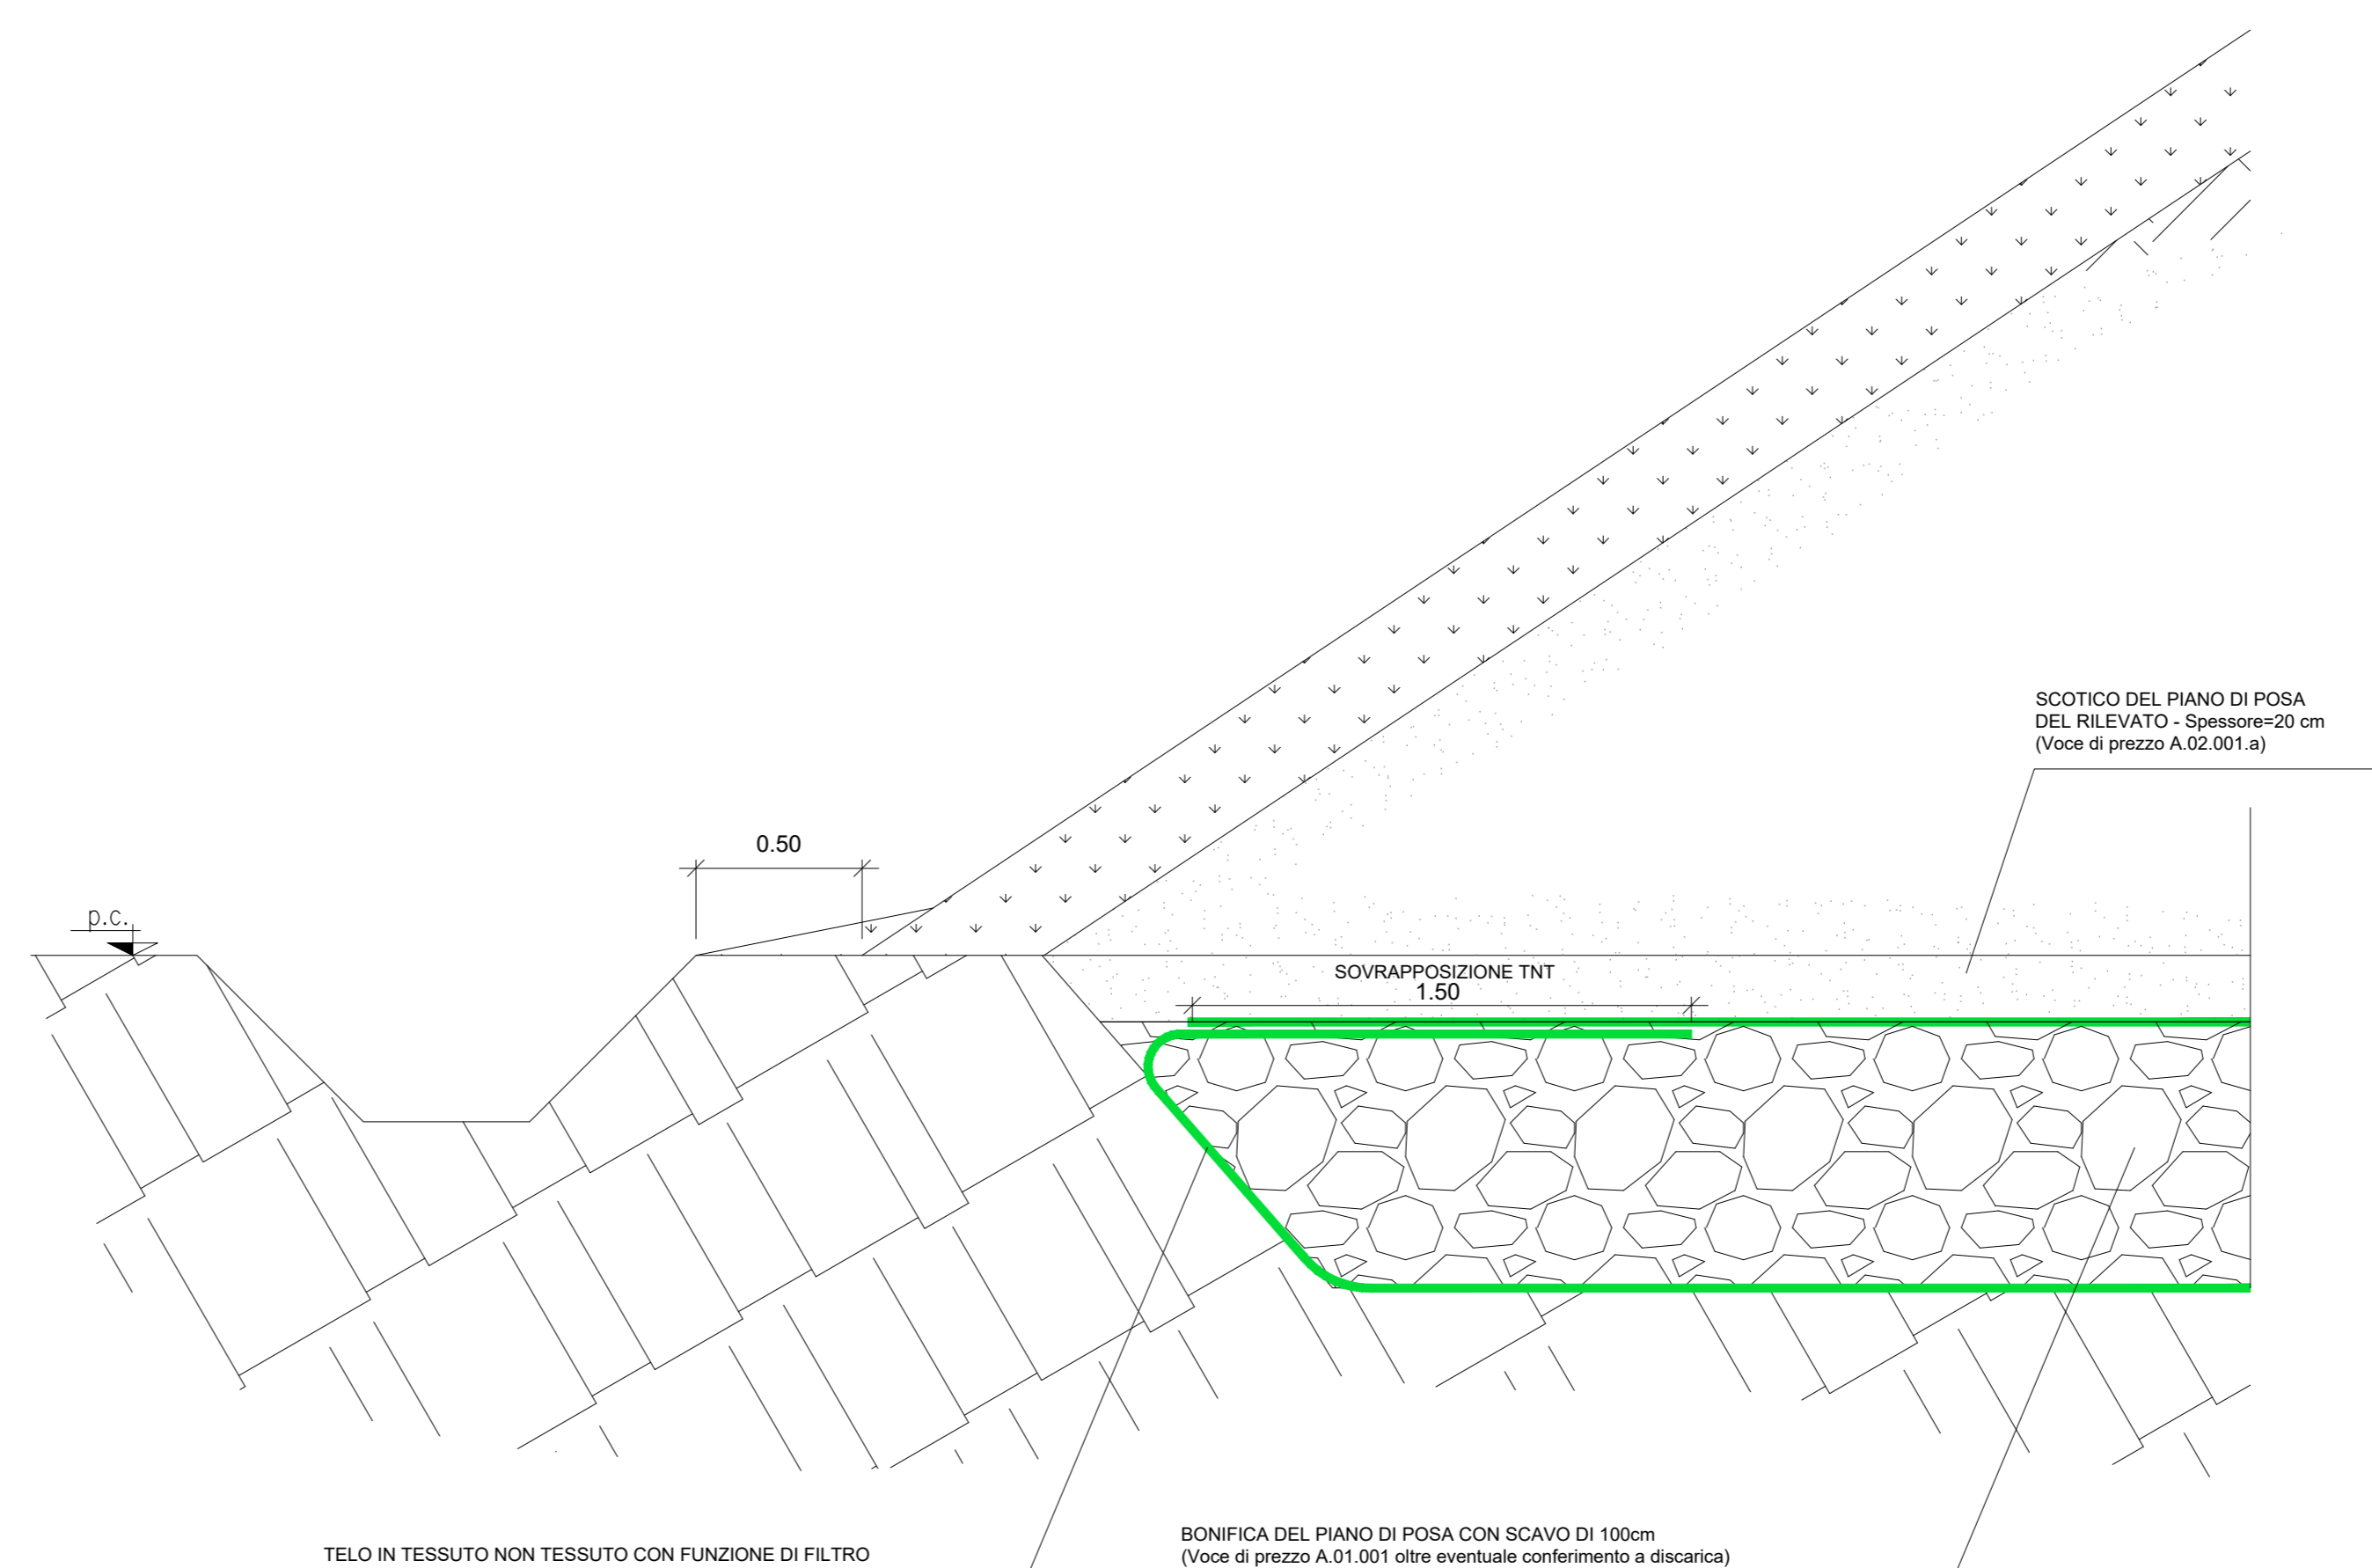 SCOTICO DEL PIANO DI POSA
DEL RILEVATO - Spessore=20 cm
(Voce di prezzo A.02.001.a)
0.50
p.c.
SOVRAPPOSIZIONE TNT
1.50
TELO IN TESSUTO NON TESSUTO CON FUNZIONE DI FILTRO
BONIFICA DEL PIANO DI POSA CON SCAVO DI 100cm
(Voce di prezzo A.01.001 oltre eventuale conferimento a discarica)